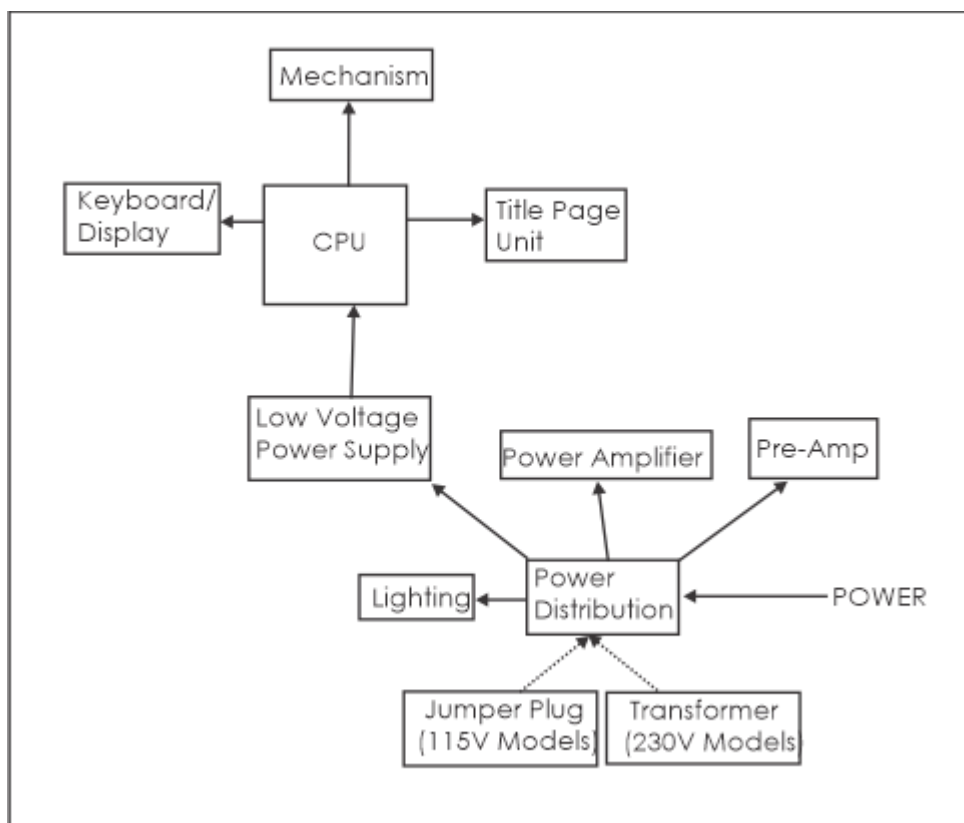 Mechanism
Keyboard/
Display
CPU
Title Page
Unit
Low Voltage
Power Supply
Power Amplifier
Pre-Amp
Lighting
Power
Distribution
POWER
Jumper Plug
(115V Models)
Transformer
(230V Models)